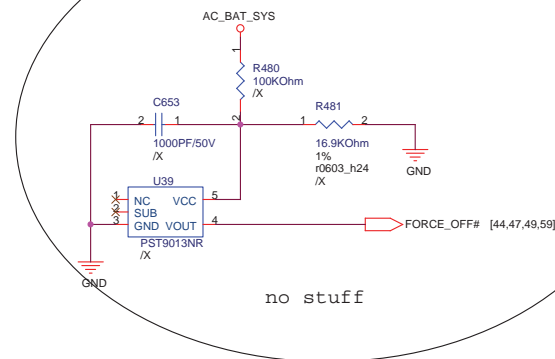 AC_BAT_SYS
1
R480
100KOhm
/X
2
C653
2 1
1000PF/50V
/X
R481
1 2
16.9KOhm
1%
r0603_h24
/X
GND
U39
1 NC VCC 5
2 SUB
3 GND VOUT 4
PST9013NR
/X
FORCE_OFF# [44,47,49,59]
GND
no stuff